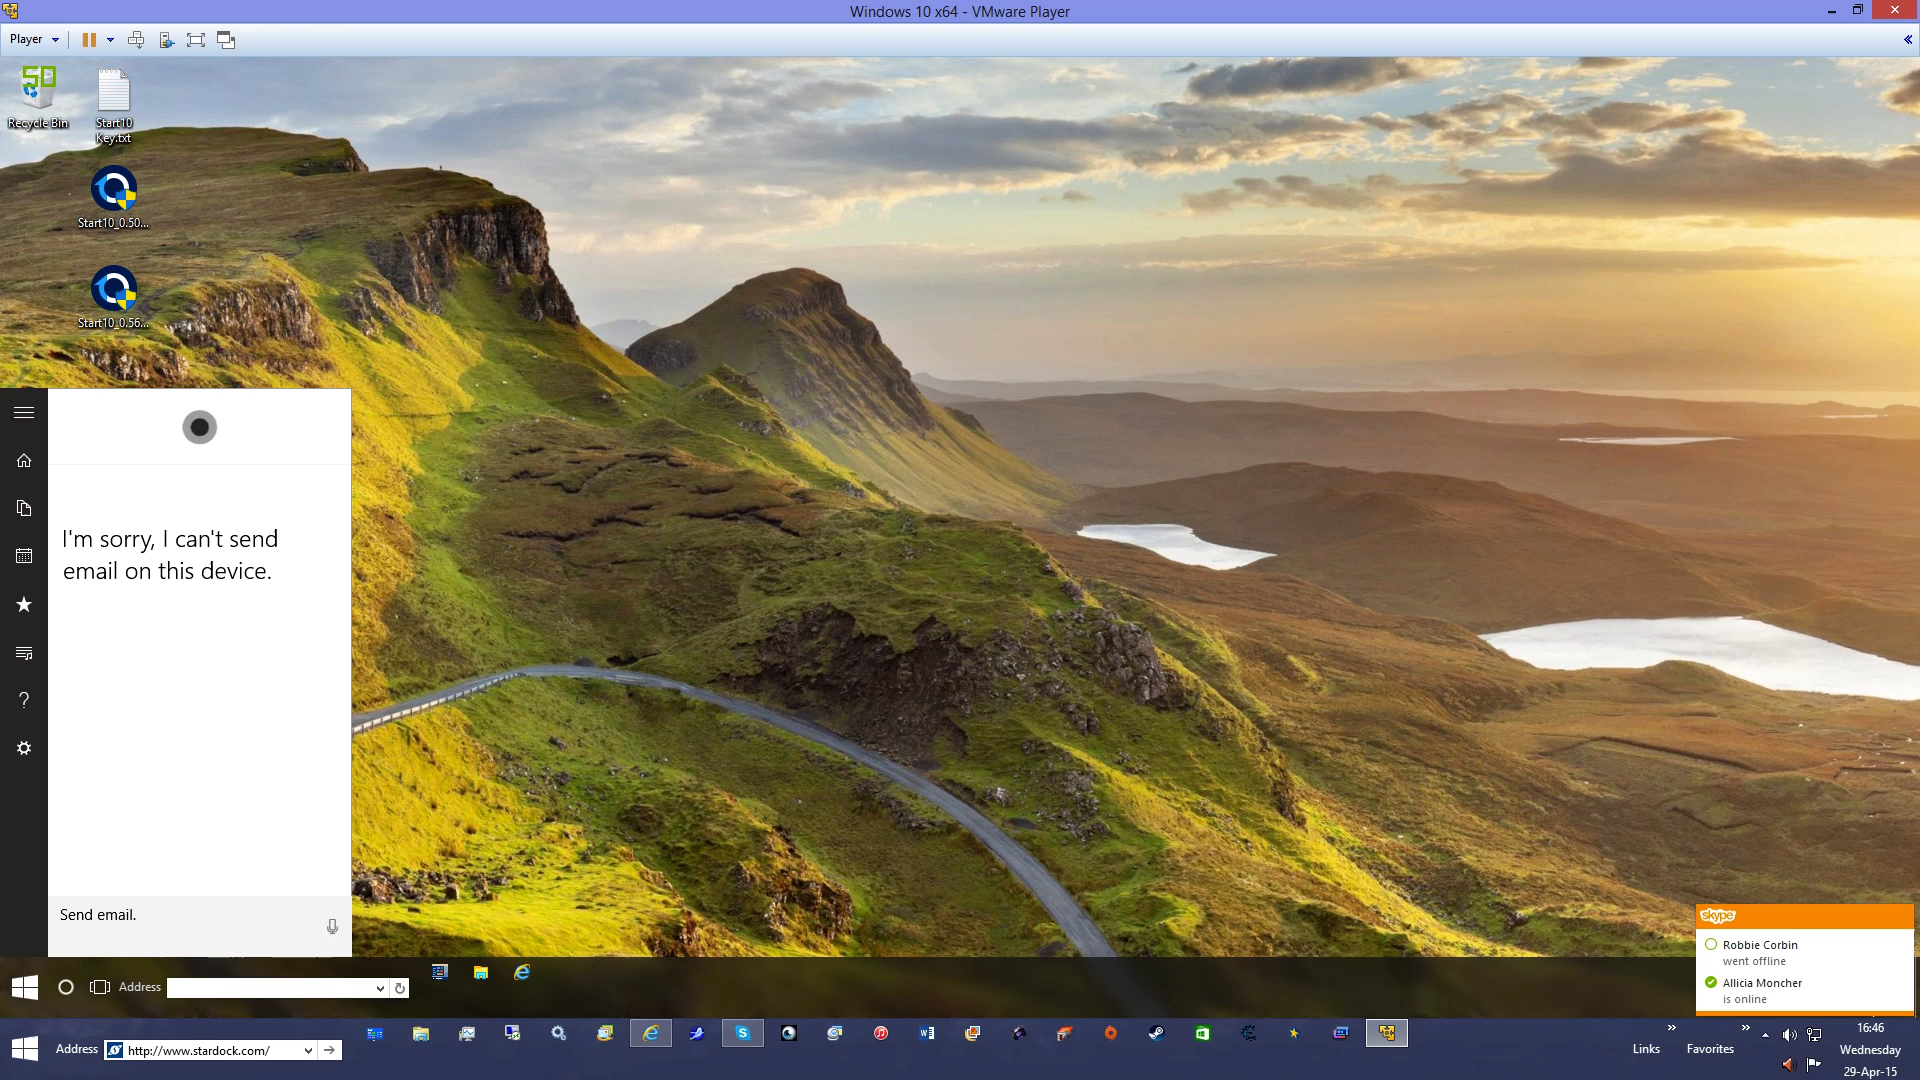 Windows 10 x64 - VMware Player
Player
50
Recycle Bin
Start10
Key.txt
Start10_0.50...
Start10_0.56...
I'm sorry, I can't send
email on this device.
Send email.
skype
Robbie Corbin
went offline
Allicia Moncher
is online
Address
Address
http://www.stardock.com/
Links
Favorites
16:46
Wednesday
29-Apr-15